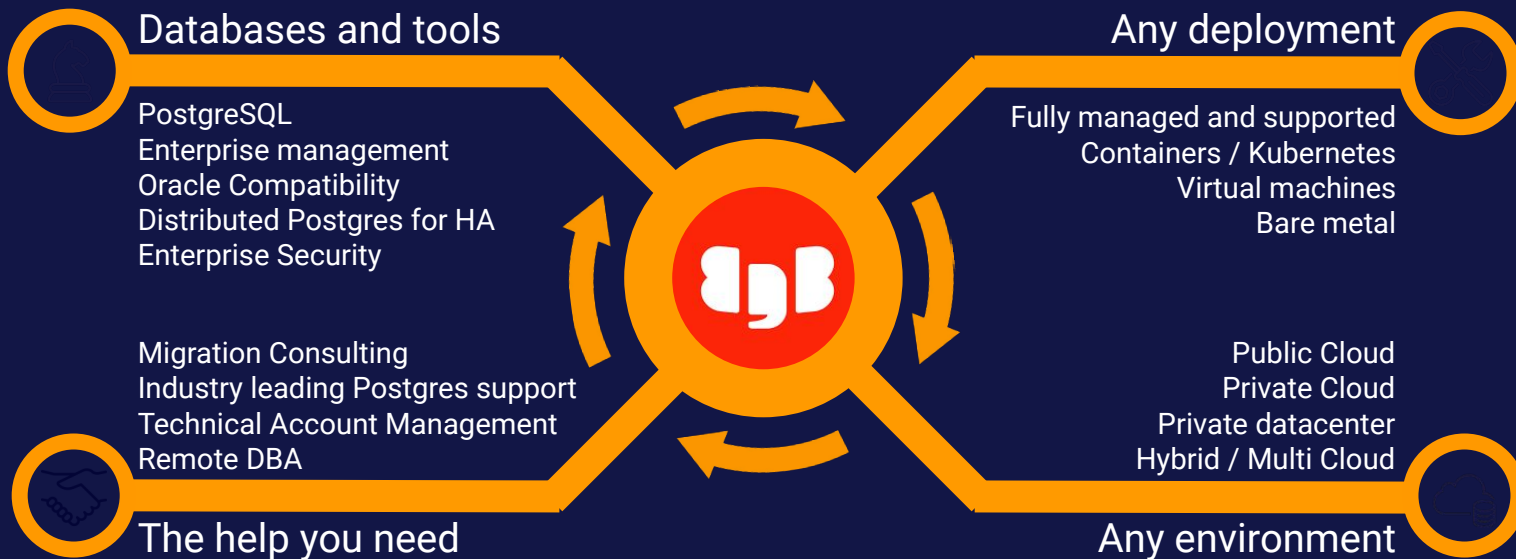 Databases and tools
PostgreSQL
Enterprise management
Oracle Compatibility
Distributed Postgres for HA
Enterprise Security
Any deployment
Fully managed and supported
Containers / Kubernetes
Virtual machines
Bare metal
EDB
Migration Consulting
Industry leading Postgres support
Technical Account Management
Remote DBA
The help you need
Public Cloud
Private Cloud
Private datacenter
Hybrid / Multi Cloud
Any environment